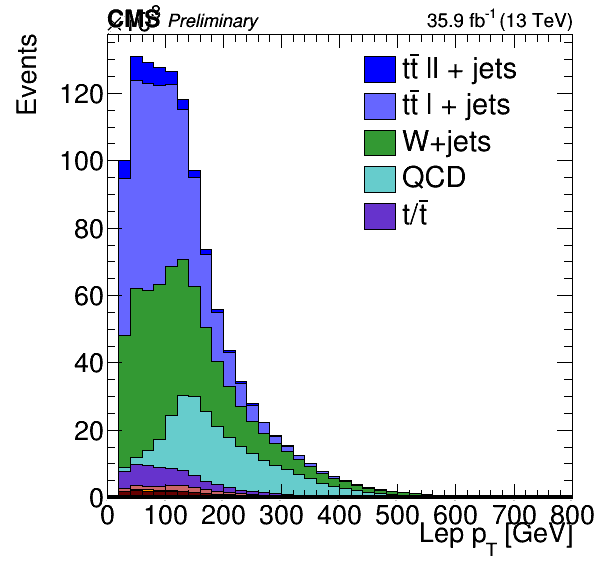 CMS Preliminary 35.9 fb⁻¹ (13 TeV)
Events
tt̄ ll + jets
tt̄ l + jets
W+jets
QCD
t/t̄
120
100
80
60
40
20
0
0 100 200 300 400 500 600 700 800
Lep p_T [GeV]